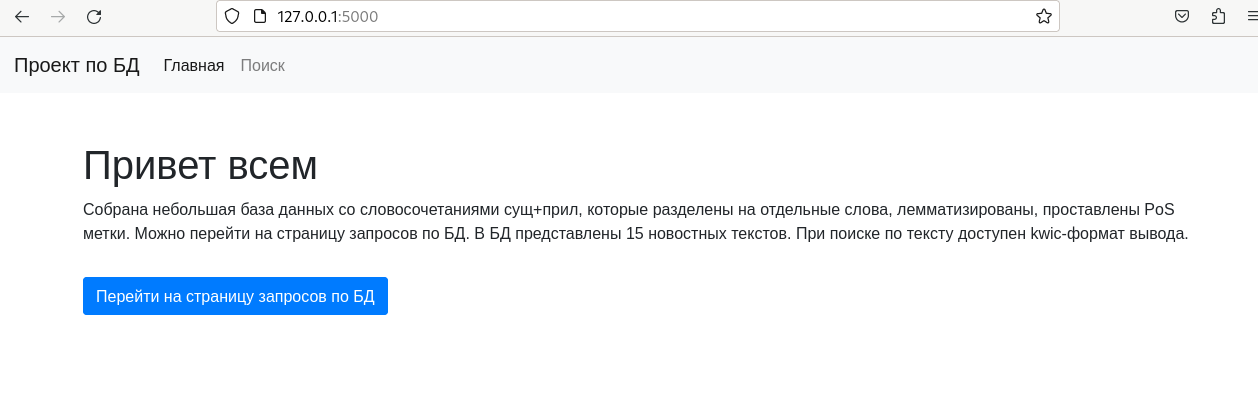 127.0.0.1:5000
Проект по БД Главная Поиск
Привет всем
Собрана небольшая база данных со словосочетаниями сущ+прил, которые разделены на отдельные слова, лемматизированы, проставлены PoS
метки. Можно перейти на страницу запросов по БД. В БД представлены 15 новостных текстов. При поиске по тексту доступен kwic-формат вывода.
Перейти на страницу запросов по БД